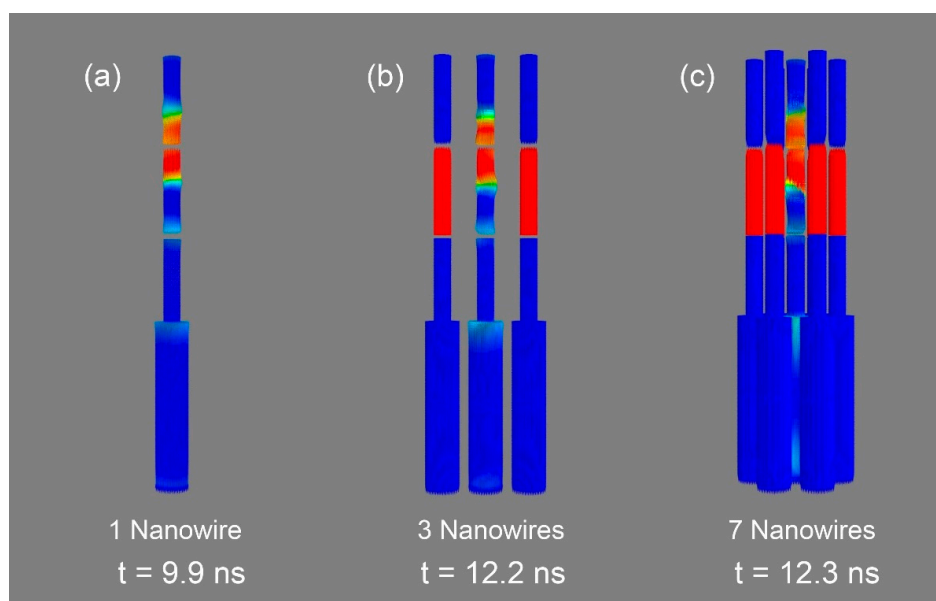 (a)
(b)
(c)
1 Nanowire
3 Nanowires
7 Nanowires
t = 9.9 ns
t = 12.2 ns
t = 12.3 ns